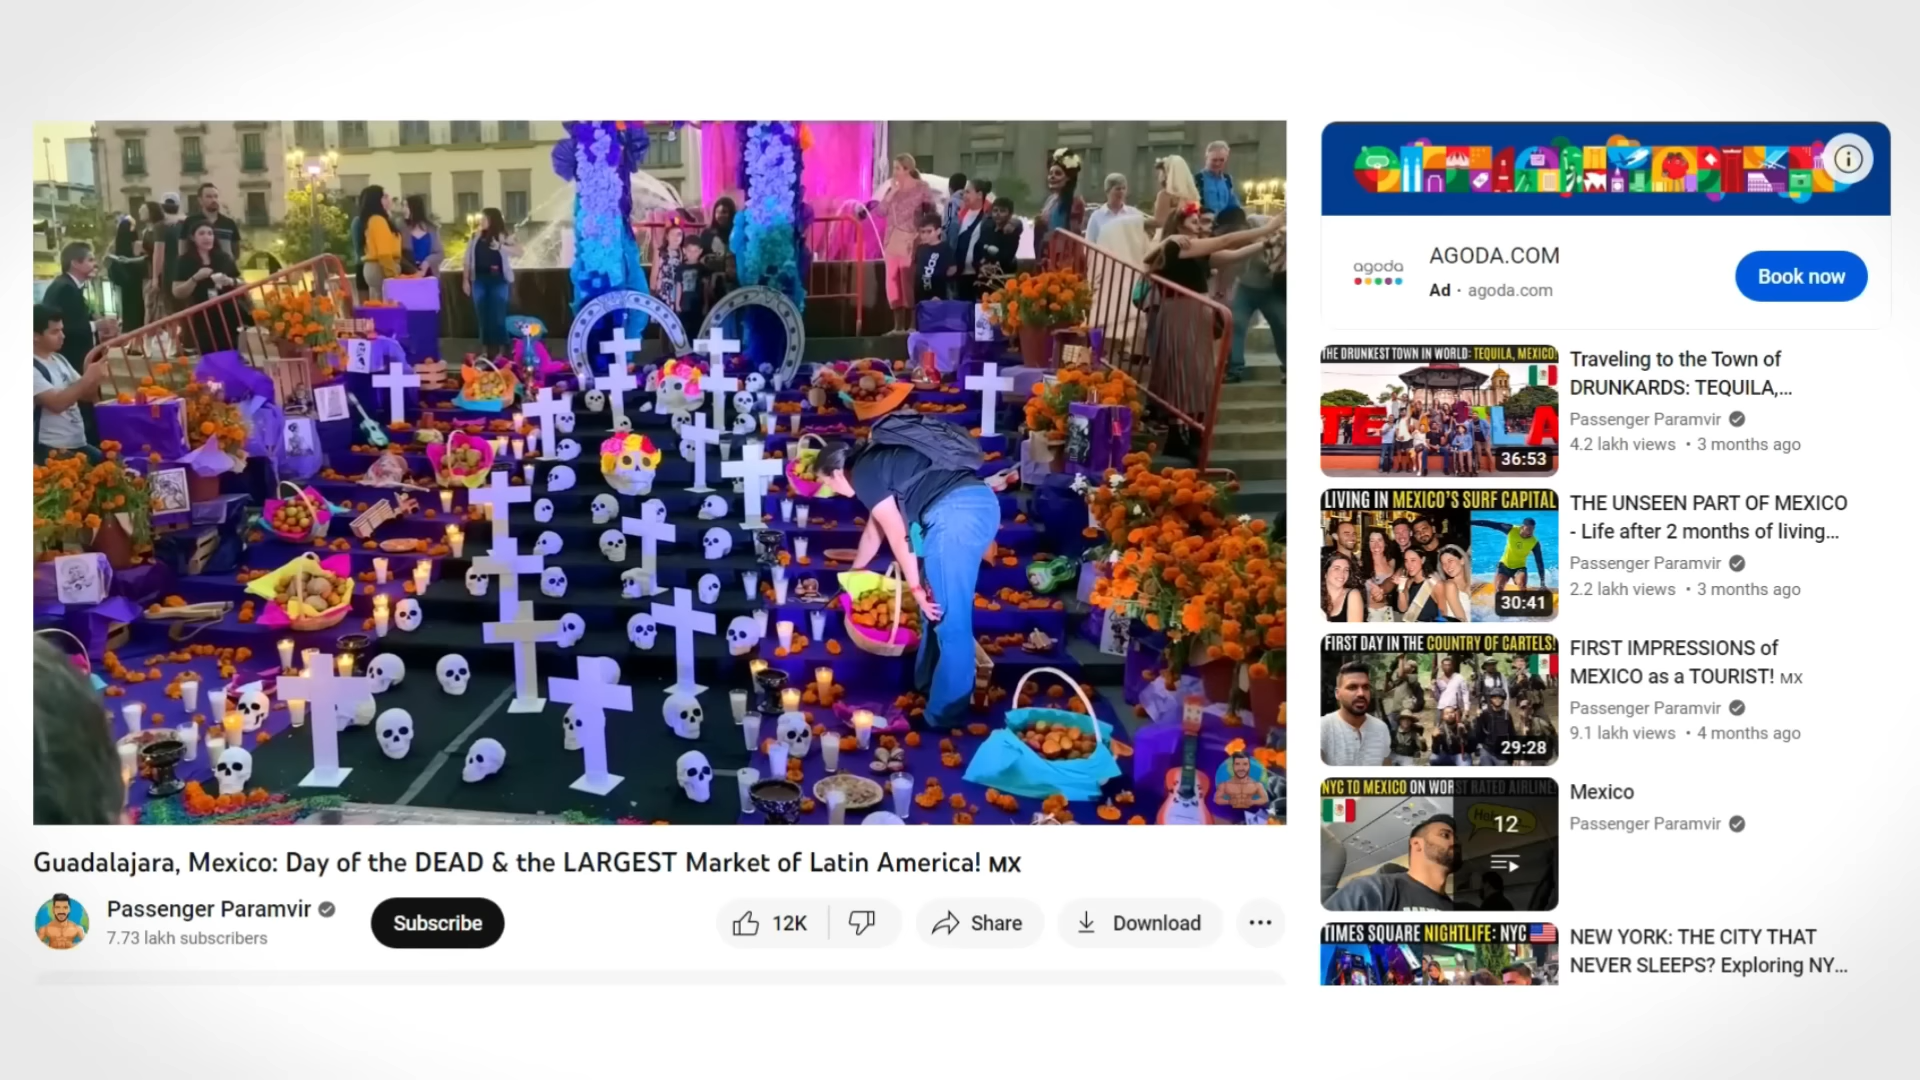 adidas
Guadalajara, Mexico: Day of the DEAD & the LARGEST Market of Latin America! MX
Passenger Paramvir
7.73 lakh subscribers
Subscribe
12K
Share
Download
agoda
AGODA.COM
Ad · agoda.com
Book now
THE DRUNKEST TOWN IN WORLD: TEQUILA, MEXICO!
TE LA
36:53
Traveling to the Town of
DRUNKARDS: TEQUILA,...
Passenger Paramvir
4.2 lakh views • 3 months ago
LIVING IN MEXICO'S SURF CAPITAL
30:41
THE UNSEEN PART OF MEXICO
- Life after 2 months of living...
Passenger Paramvir
2.2 lakh views • 3 months ago
FIRST DAY IN THE COUNTRY OF CARTELS!
29:28
FIRST IMPRESSIONS of
MEXICO as a TOURIST! MX
Passenger Paramvir
9.1 lakh views • 4 months ago
NYC TO MEXICO ON WORST RATED AIRLINE
12
Mexico
Passenger Paramvir
TIMES SQUARE NIGHTLIFE: NYC
NEW YORK: THE CITY THAT
NEVER SLEEPS? Exploring NY...